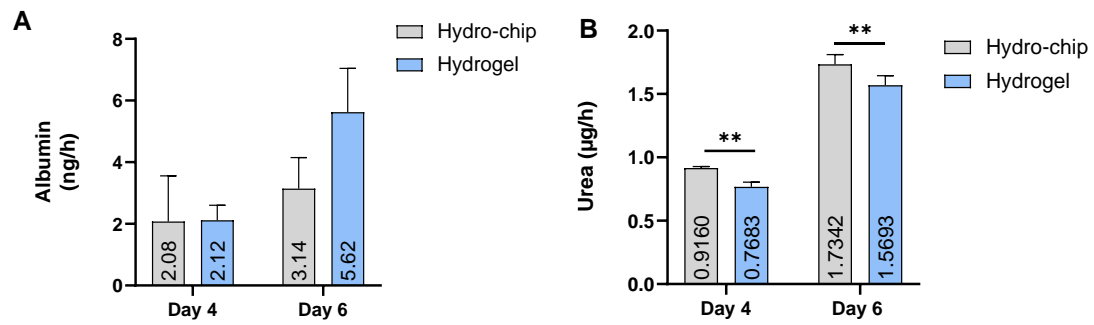 A
Hydro-chip
Hydrogel
Albumin
(ng/h)
8
6
4
2
0
2.08
2.12
3.14
5.62
Day 4
Day 6
B
Hydro-chip
Hydrogel
Urea (µg/h)
2.0
1.5
1.0
0.5
0.0
**
**
0.9160
0.7683
1.7342
1.5693
Day 4
Day 6